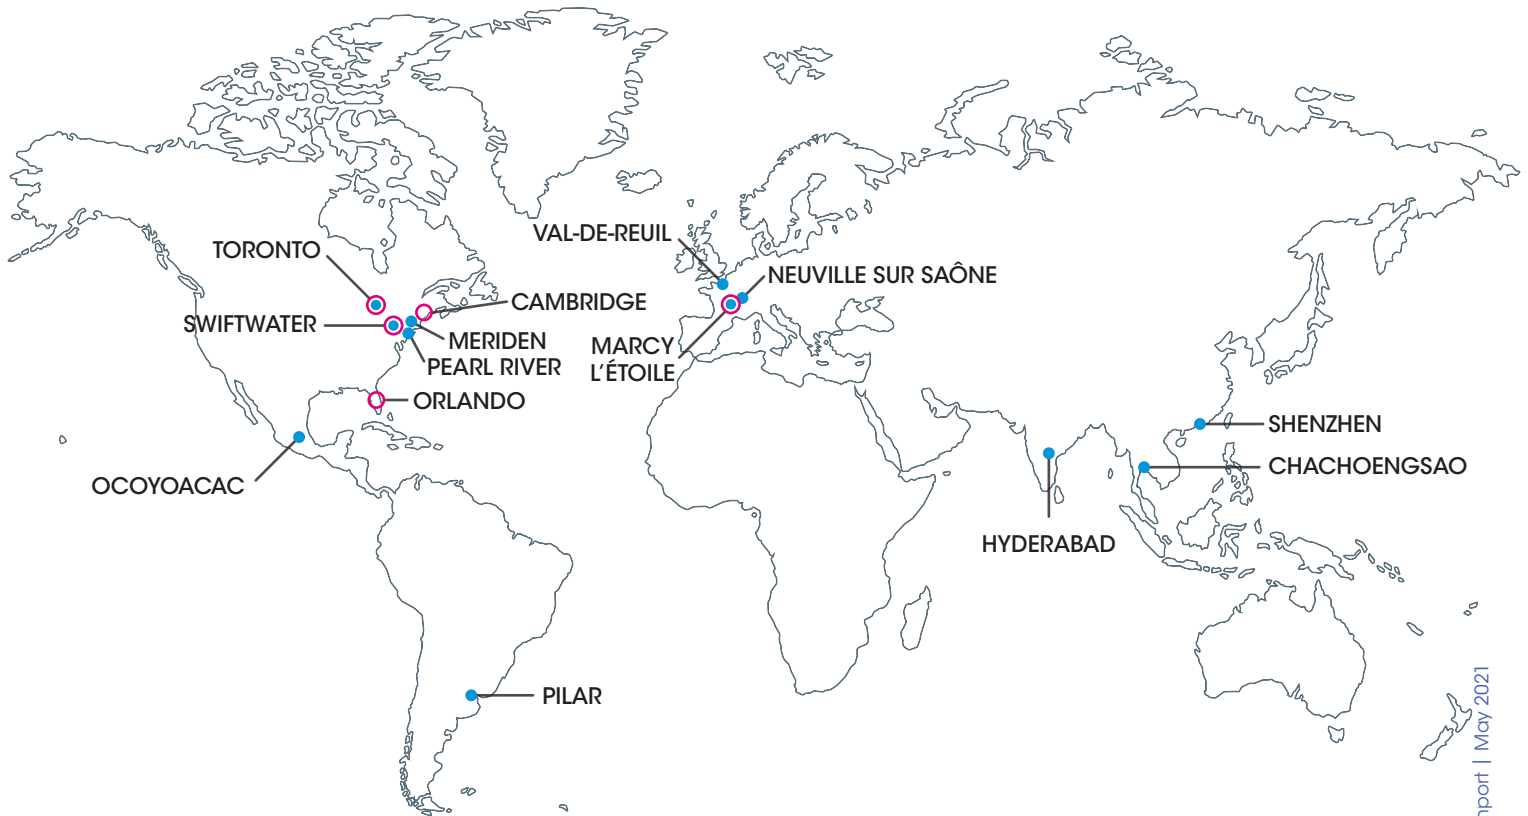 VAL-DE-REUIL
TORONTO
NEUVILLE SUR SAÔNE
CAMBRIDGE
SWIFTWATER
MERIDEN
MARCY
L'ÉTOILE
PEARL RIVER
ORLANDO
SHENZHEN
CHACHOENGSAO
OCOYOACAC
HYDERABAD
PILAR
| May 2021